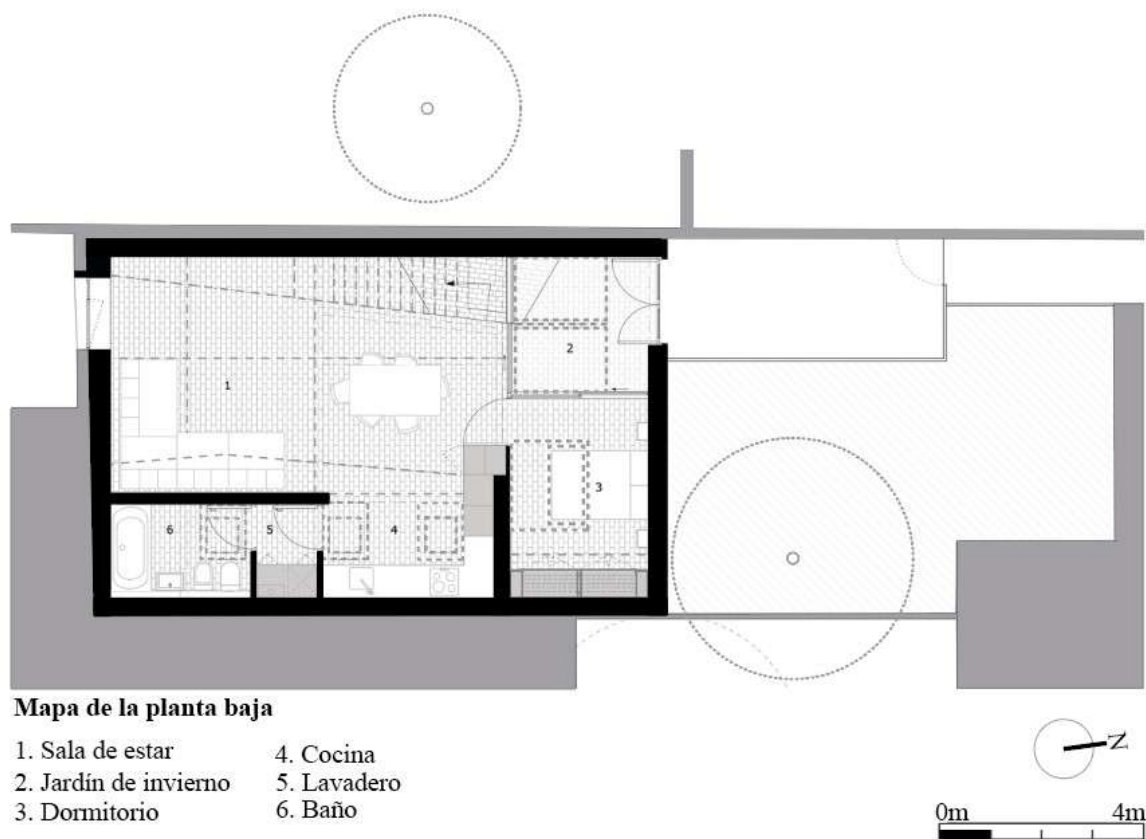 1
2
3
4
5
6
Mapa de la planta baja
1. Sala de estar
2. Jardín de invierno
3. Dormitorio
4. Cocina
5. Lavadero
6. Baño
N
0m 4m